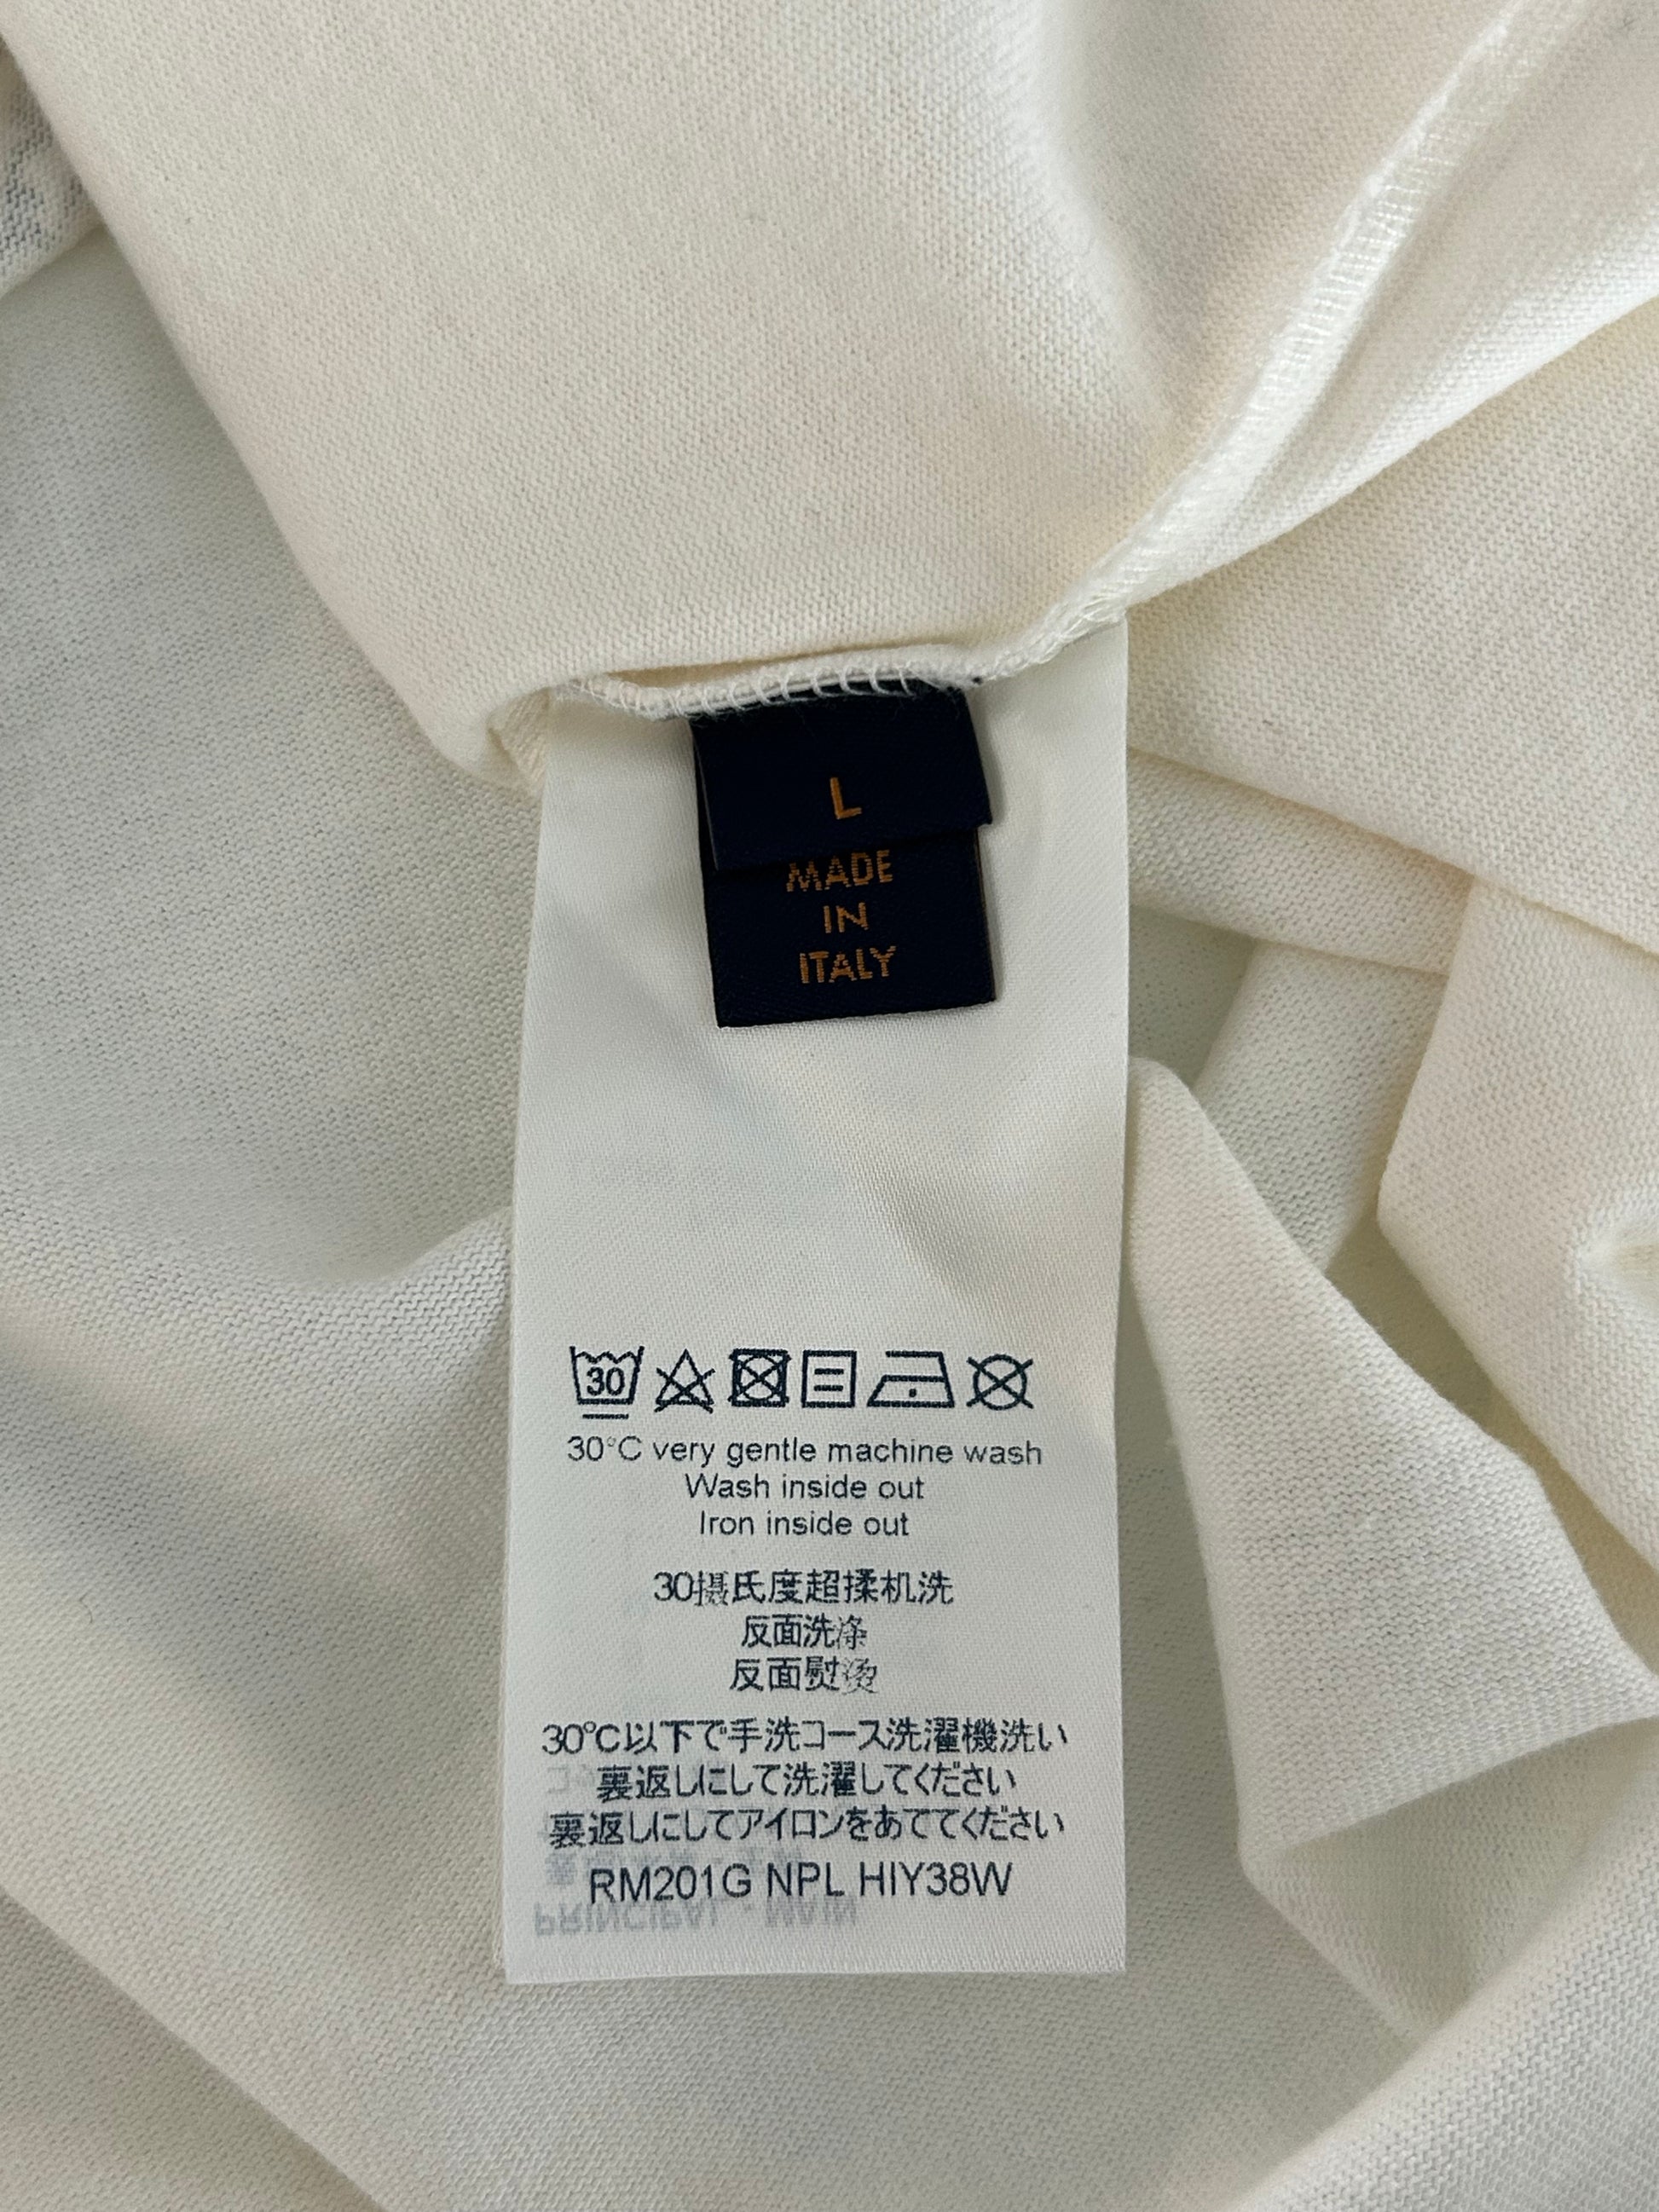 L
MADE
IN
ITALY
30
30°C very gentle machine wash
Wash inside out
Iron inside out
30摄氏度超揉机洗
反面洗涤
反面熨烫
30℃以下で手洗コース洗濯機洗い
裏返しにして洗濯してください
裏返しにしてアイロンをあててください
RM201G NPL HIY38W
PRINCIPAL - MAIN